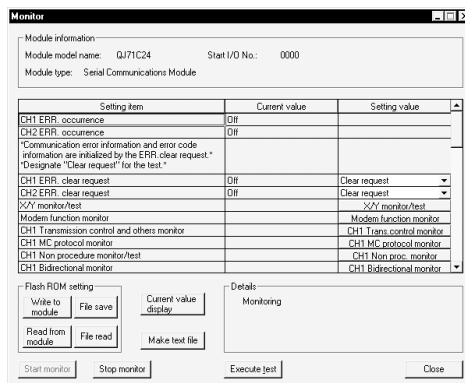 Monitor
Module information
Module model name: QJ71C24 Start I/O No.: 0000
Module type: Serial Communications Module
Setting item Current value Setting value
CH1 ERR. occurrence Off
CH2 ERR. occurrence Off
*Communication error information and error code
information are initialized by the ERR.clear request.*
*Designate "Clear request" for the test.*
CH1 ERR. clear request Off Clear request
CH2 ERR. clear request Off Clear request
X/Y monitor/test X/Y monitor/test
Modem function monitor Modem function monitor
CH1 Transmission control and others monitor CH1 Trans.control monitor
CH1 MC protocol monitor CH1 MC protocol monitor
CH1 Non procedure monitor/test CH1 Non proc. monitor
CH1 Bidirectional monitor CH1 Bidirectional monitor
Flash ROM setting
Write to
module
File save
Read from
module
File read
Current value
display
Make text file
Details
Monitoring
Start monitor Stop monitor Execute test Close